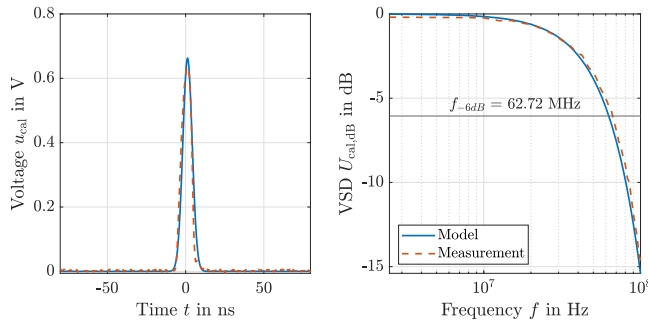 0.8
0.6
0.4
0.2
0
-50
0
50
Voltage u_cal in V
Time t in ns
0
-5
-10
-15
10^7
10^8
VSD U_cal,dB in dB
Frequency f in Hz
f_−6dB = 62.72 MHz
Model
Measurement